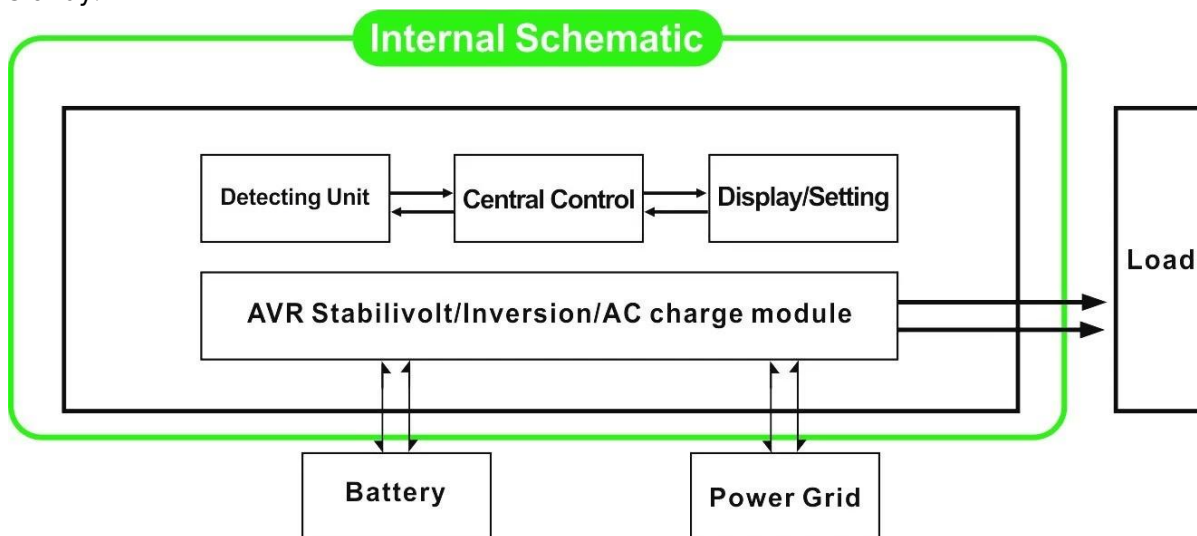 Internal Schematic
Detecting Unit
Central Control
Display/Setting
Load
AVR Stabilivolt/Inversion/AC charge module
Battery
Power Grid